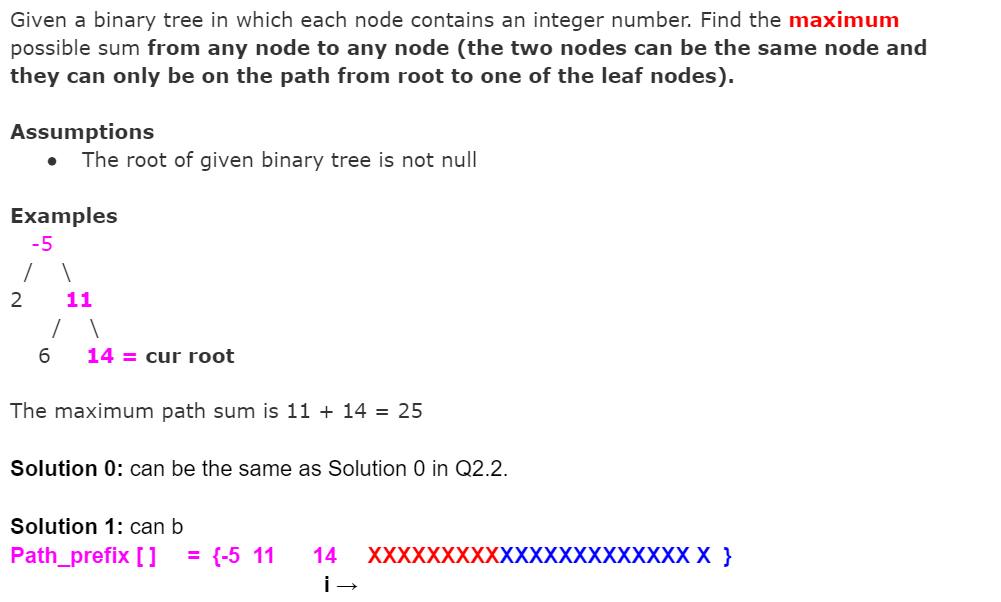 Given a binary tree in which each node contains an integer number. Find the maximum
possible sum from any node to any node (the two nodes can be the same node and
they can only be on the path from root to one of the leaf nodes).
Assumptions
● The root of given binary tree is not null
Examples
-5
/ \
2 11
/ \
6 14 = cur root
The maximum path sum is 11 + 14 = 25
Solution 0: can be the same as Solution 0 in Q2.2.
Solution 1: can b
Path_prefix [ ] = {-5 11 14 XXXXXXXXXXXXXXXXXXXXXX X }
i →